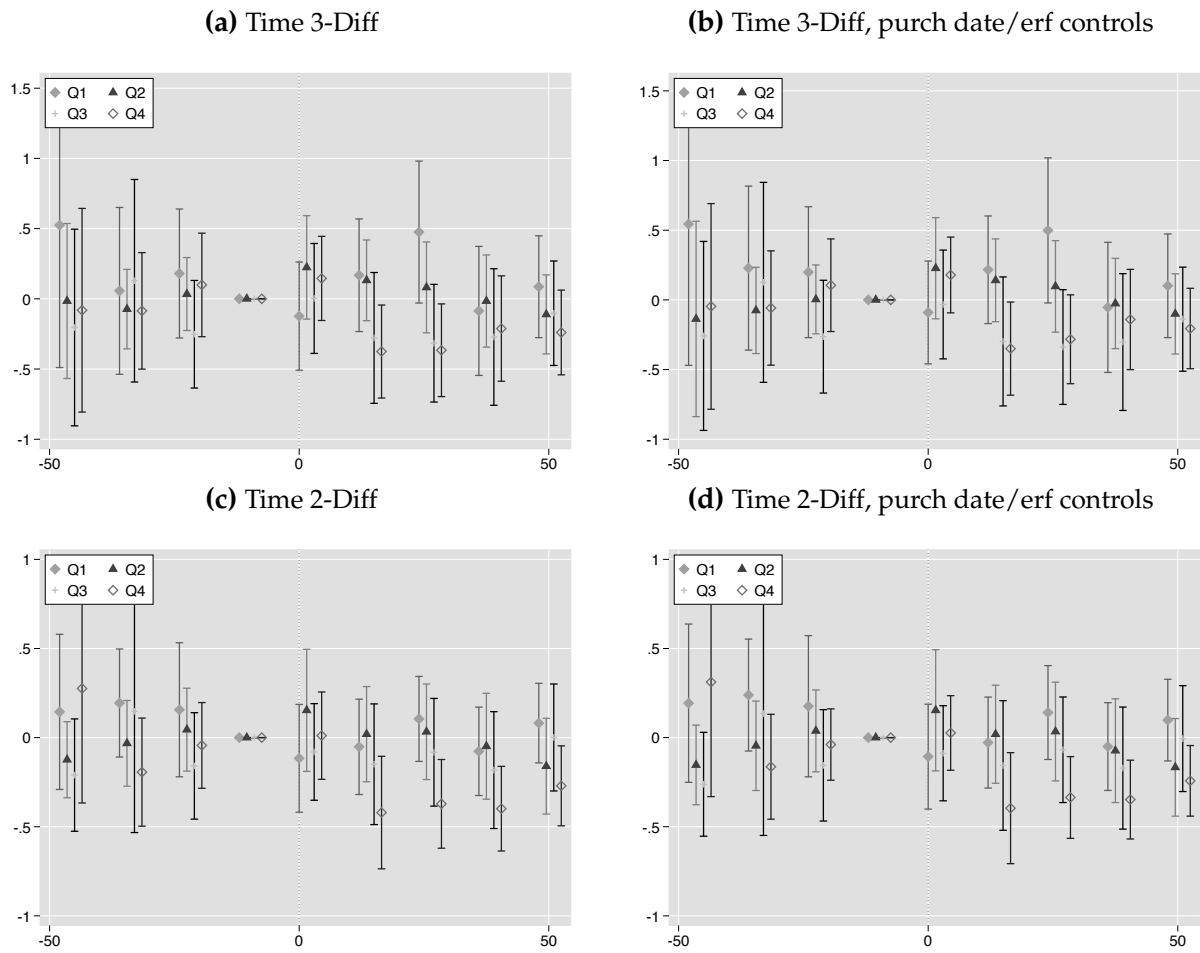 (a) Time 3-Diff
(b) Time 3-Diff, purch date/erf controls
Q1 Q2
Q3 Q4
1.5
1
.5
0
-.5
-1
-50 0 50
Q1 Q2
Q3 Q4
1.5
1
.5
0
-.5
-1
-50 0 50
(c) Time 2-Diff
(d) Time 2-Diff, purch date/erf controls
Q1 Q2
Q3 Q4
1
.5
0
-.5
-1
-50 0 50
Q1 Q2
Q3 Q4
1
.5
0
-.5
-1
-50 0 50